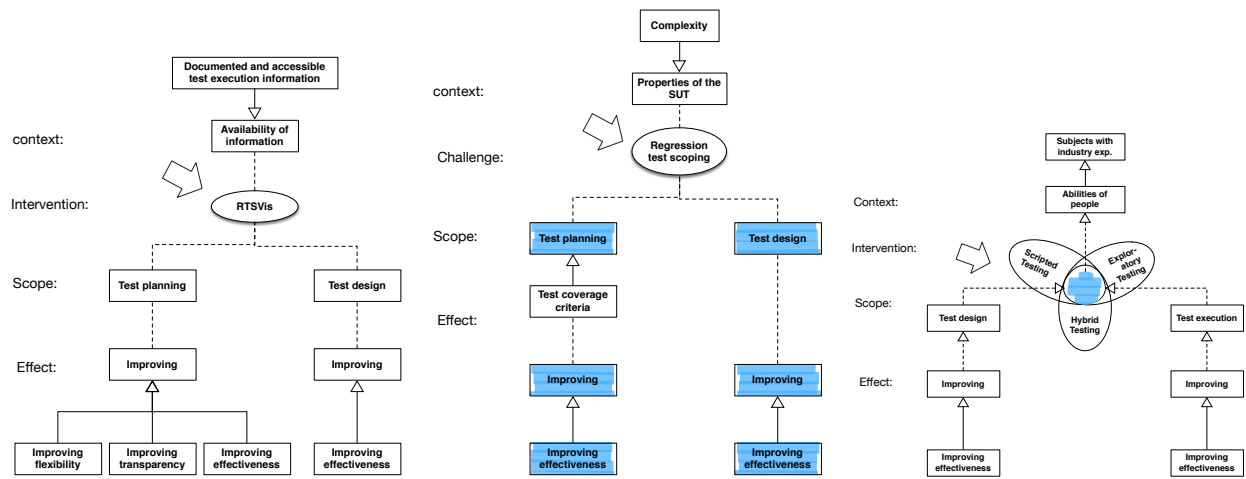 Documented and accessible
test execution information
context:
Availability of
information
Intervention:
RTSVis
Scope:
Test planning
Test design
Effect:
Improving
Improving
Improving
flexibility
Improving
transparency
Improving
effectiveness
Improving
effectiveness
Complexity
context:
Properties of the
SUT
Challenge:
Regression
test scoping
Scope:
Test planning
Test design
Test coverage
criteria
Effect:
Improving
Improving
Improving
effectiveness
Improving
effectiveness
Subjects with
industry exp.
Context:
Abilities of
people
Intervention:
Scripted
Testing
Explor-
atory
Testing
Hybrid
Testing
Scope:
Test design
Test execution
Effect:
Improving
Improving
Improving
effectiveness
Improving
effectiveness